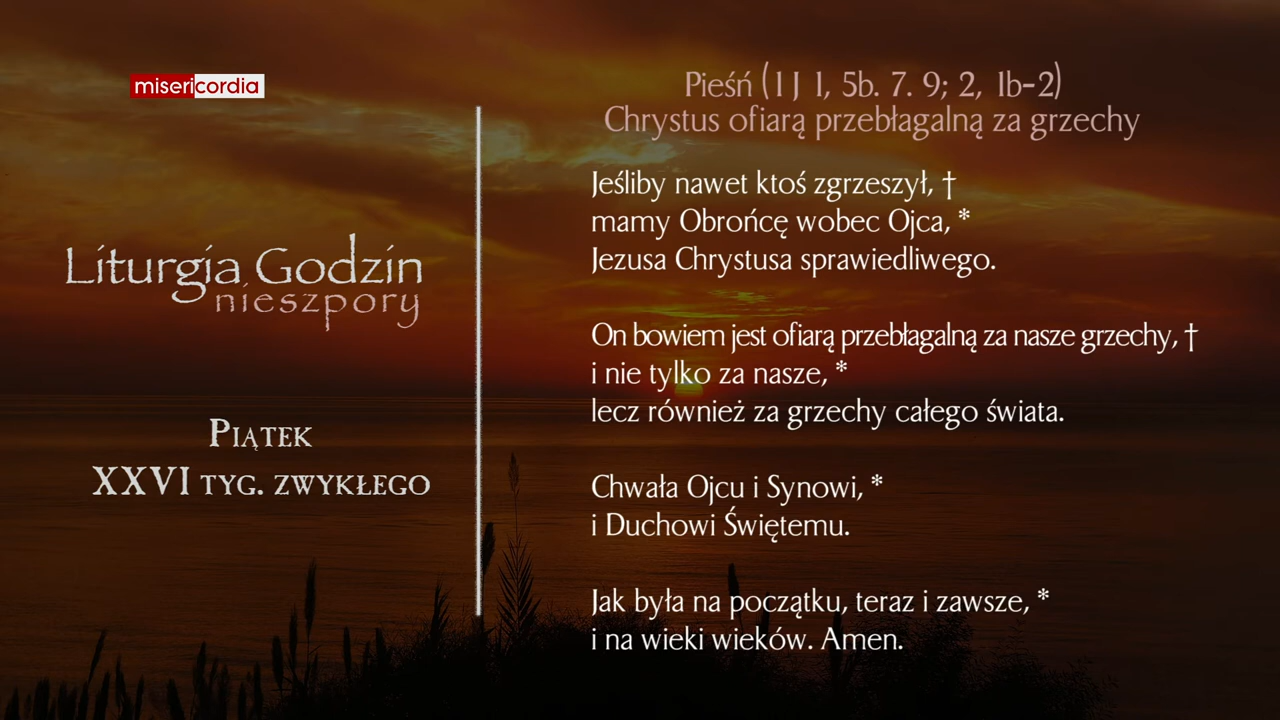 misericordia
Liturgia Godzin
nieszpory
Piątek
XXVI tyg. zwykłego
Pieśń (1 J 1, 5b. 7. 9; 2, 1b-2)
Chrystus ofiarą przebłagalną za grzechy
Jeśliby nawet ktoś zgrzeszył, †
mamy Obrońcę wobec Ojca, *
Jezusa Chrystusa sprawiedliwego.
On bowiem jest ofiarą przebłagalną za nasze grzechy, †
i nie tylko za nasze, *
lecz również za grzechy całego świata.
Chwała Ojcu i Synowi, *
i Duchowi Świętemu.
Jak była na początku, teraz i zawsze, *
i na wieki wieków. Amen.